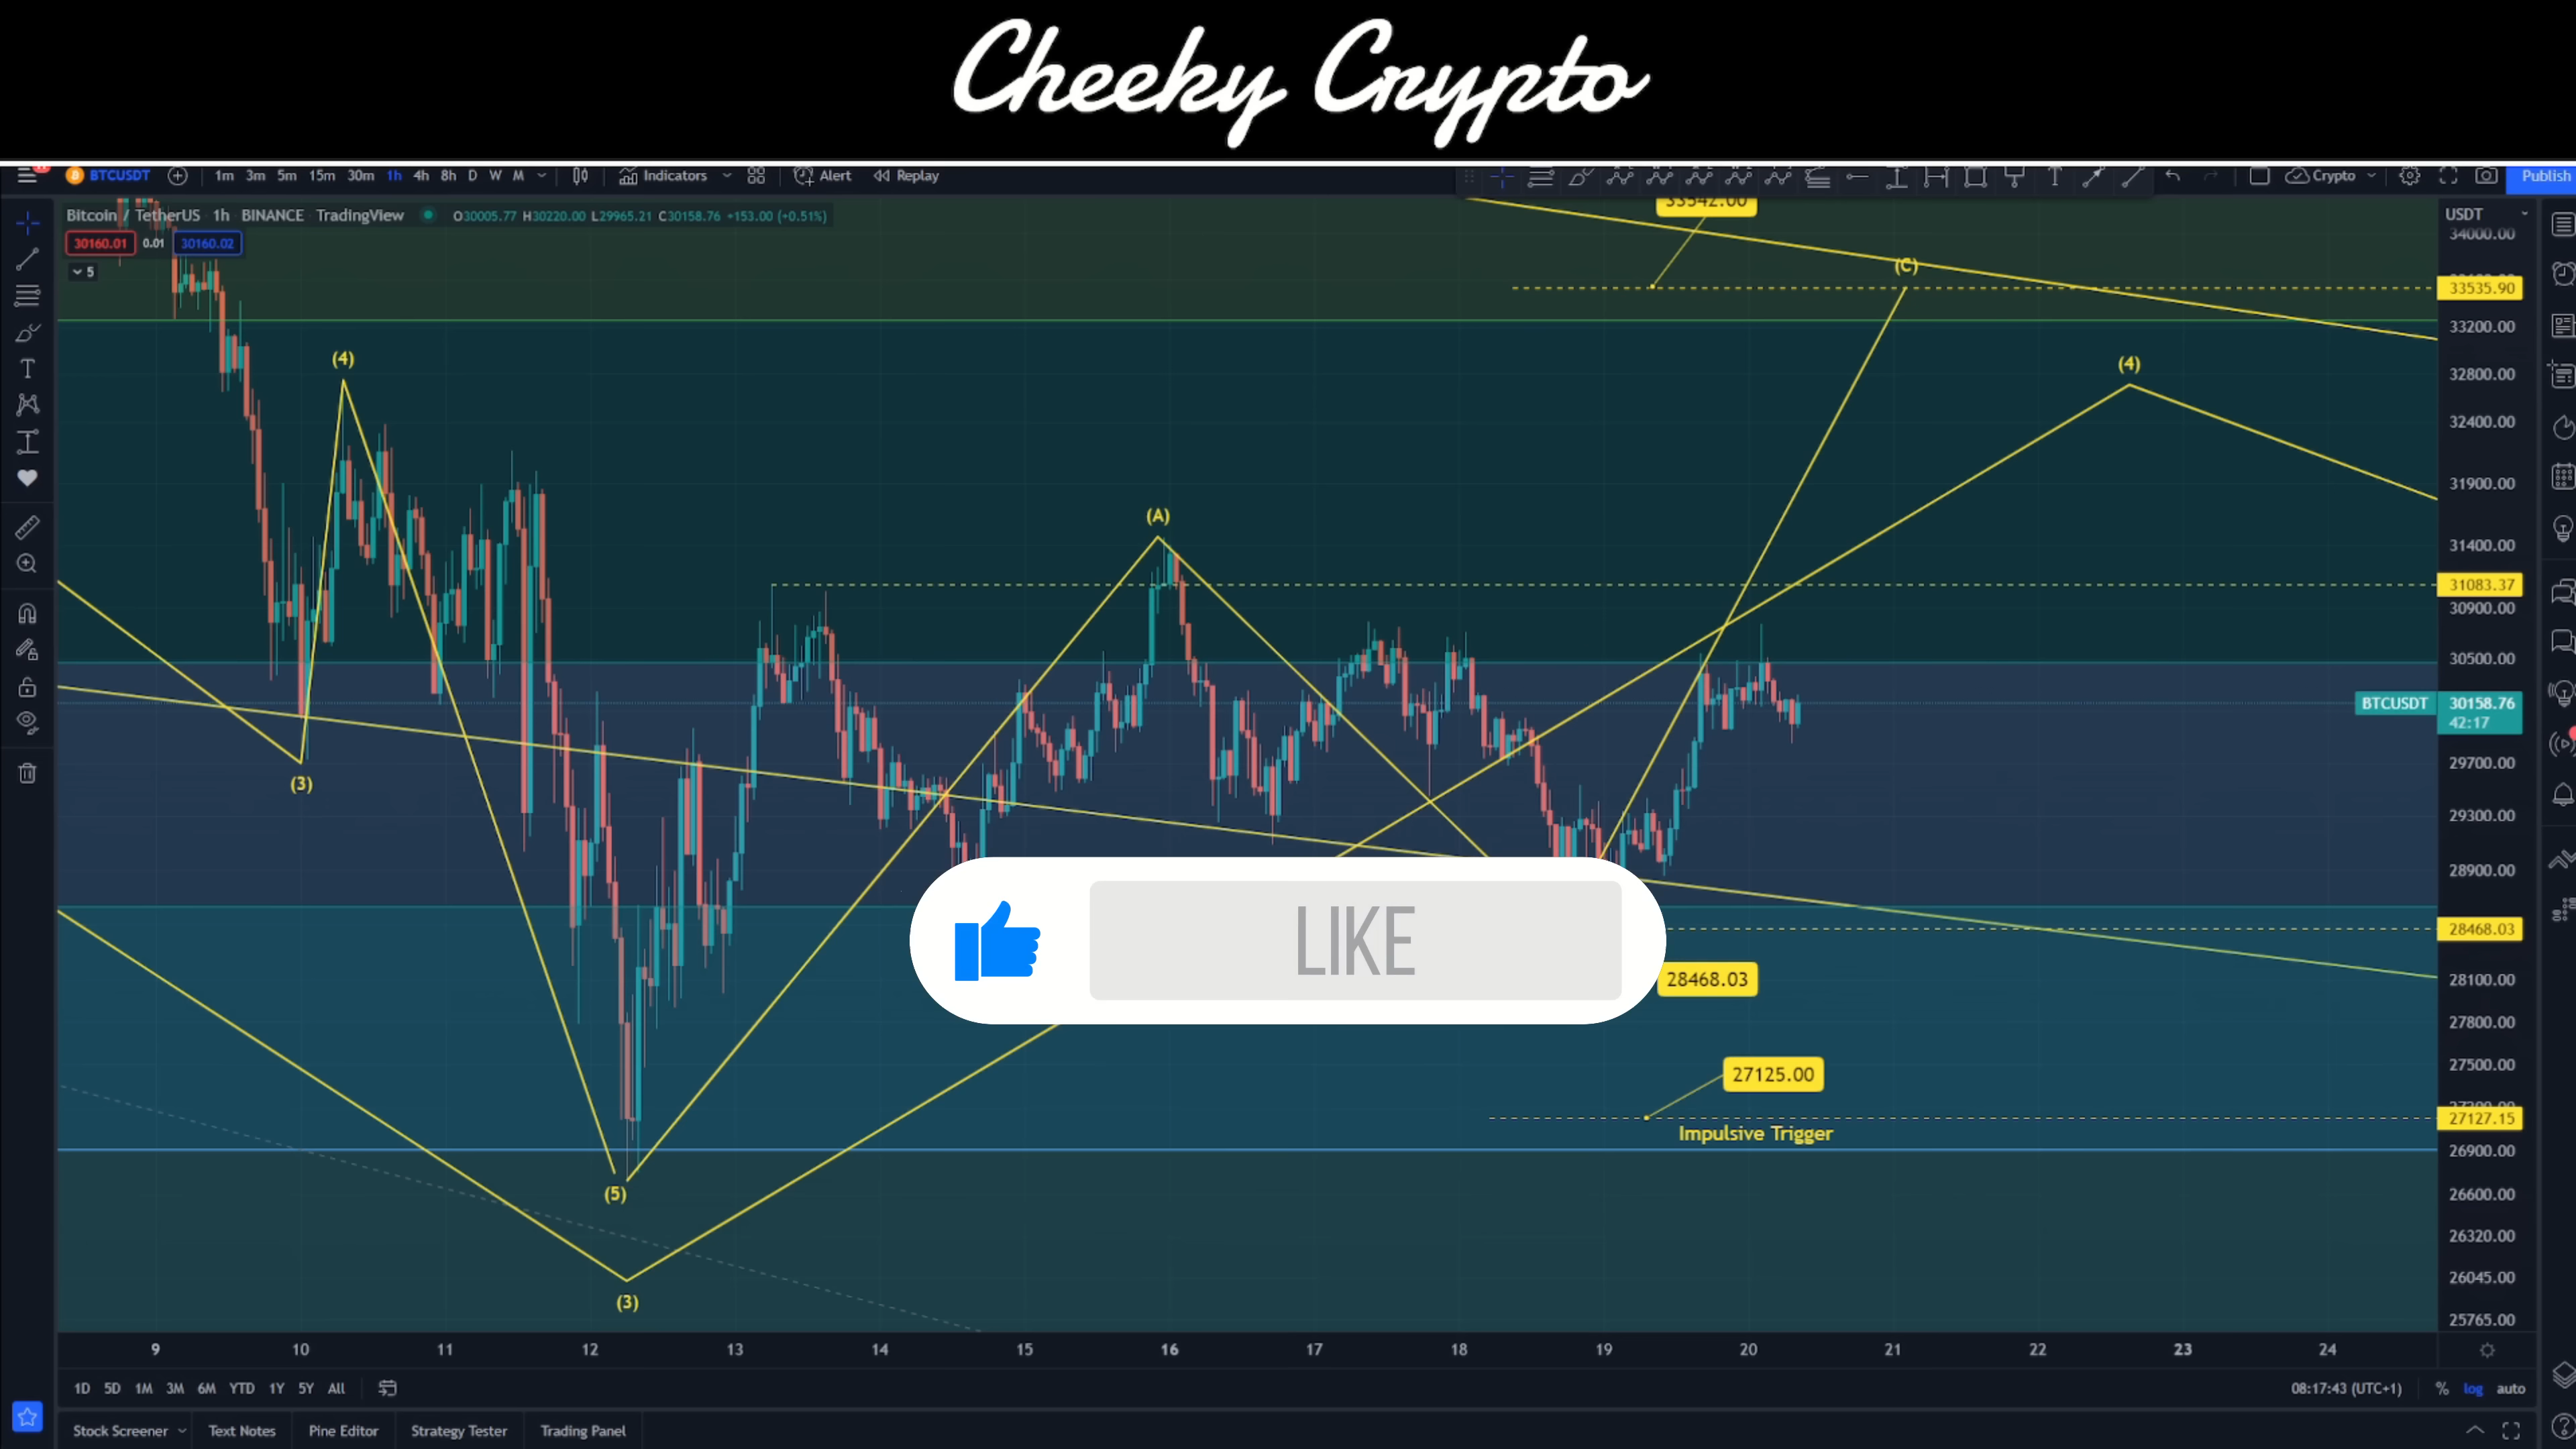 Cheeky Crypto
BTCUSDT 1m 3m 5m 15m 30m 1h 4h 8h D W M Indicators Alert Replay Crypto Publish
Bitcoin / TetherUS 1h BINANCE TradingView O30005.77 H30220.00 L29965.21 C30158.76 +153.00 (+0.51%)
USDT
30160.01 0.01 30160.02
5
33542.00
34000.00
(C)
33535.90
33200.00
(4)
(4)
32800.00
32400.00
31900.00
(A)
31400.00
31083.37
30900.00
30500.00
BTCUSDT 30158.76
42:17
29700.00
(3)
29300.00
28900.00
LIKE
28468.03
28468.03
28100.00
27800.00
27500.00
27125.00
27127.15
Impulsive Trigger
26900.00
(5)
26600.00
26320.00
26045.00
(3)
25765.00
9 10 11 12 13 14 15 16 17 18 19 20 21 22 23 24
1D 5D 1M 3M 6M YTD 1Y 5Y All
08:17:43 (UTC+1) % log auto
Stock Screener Text Notes Pine Editor Strategy Tester Trading Panel